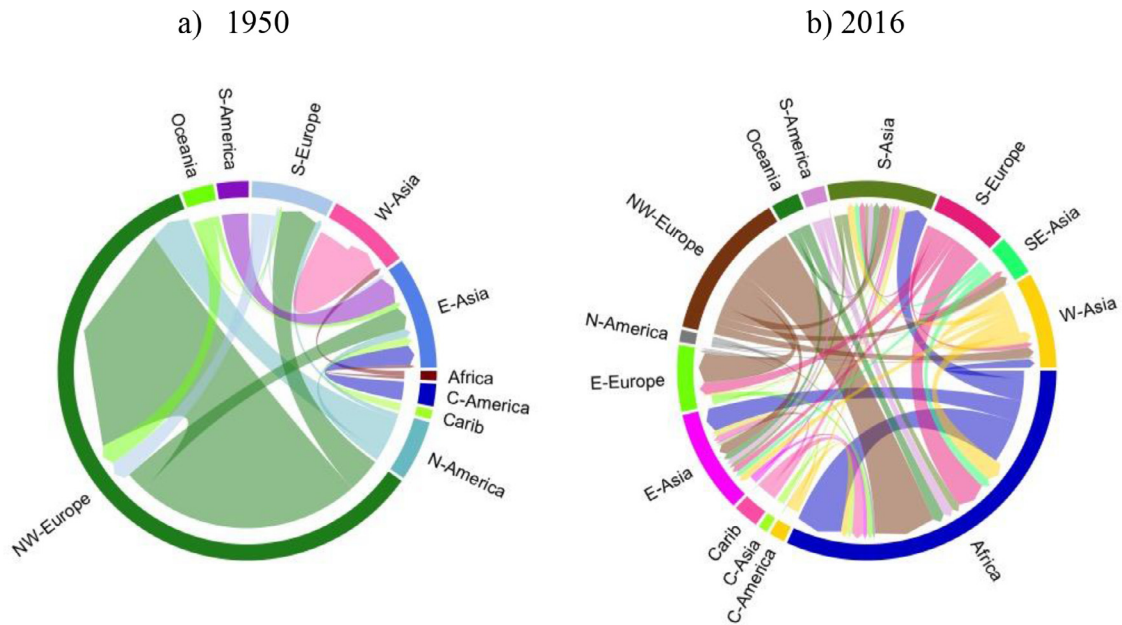 a) 1950
b) 2016
Oceania
S-America
S-Europe
W-Asia
E-Asia
Africa
C-America
Carib
N-America
NW-Europe
Oceania
S-America
S-Asia
S-Europe
SE-Asia
W-Asia
Africa
C-America
C-Asia
Carib
E-Asia
E-Europe
N-America
NW-Europe